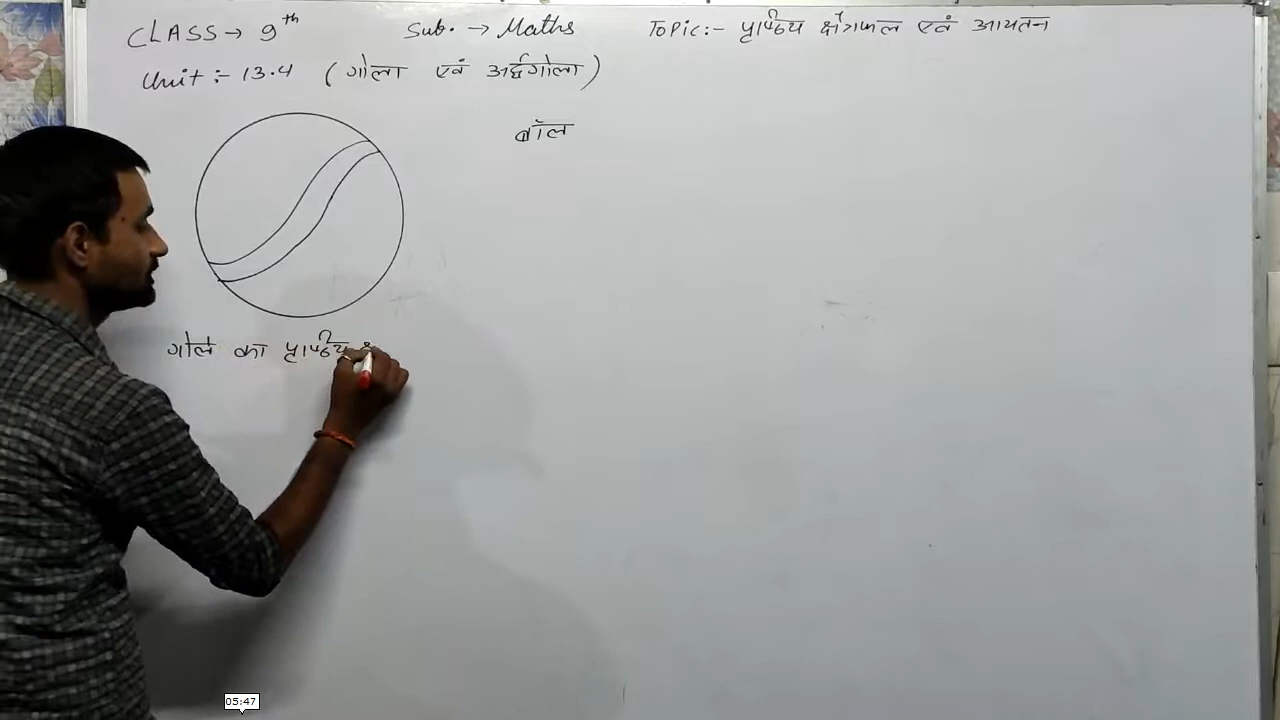 CLASS → 9th Sub. → Maths Topic:- पृष्ठिय क्षेत्रफल एवं आयतन
Unit :- 13.4 (गोला एवं अर्द्धगोला)
बॉल
गोले का पृष्ठिय क्ष
05:47